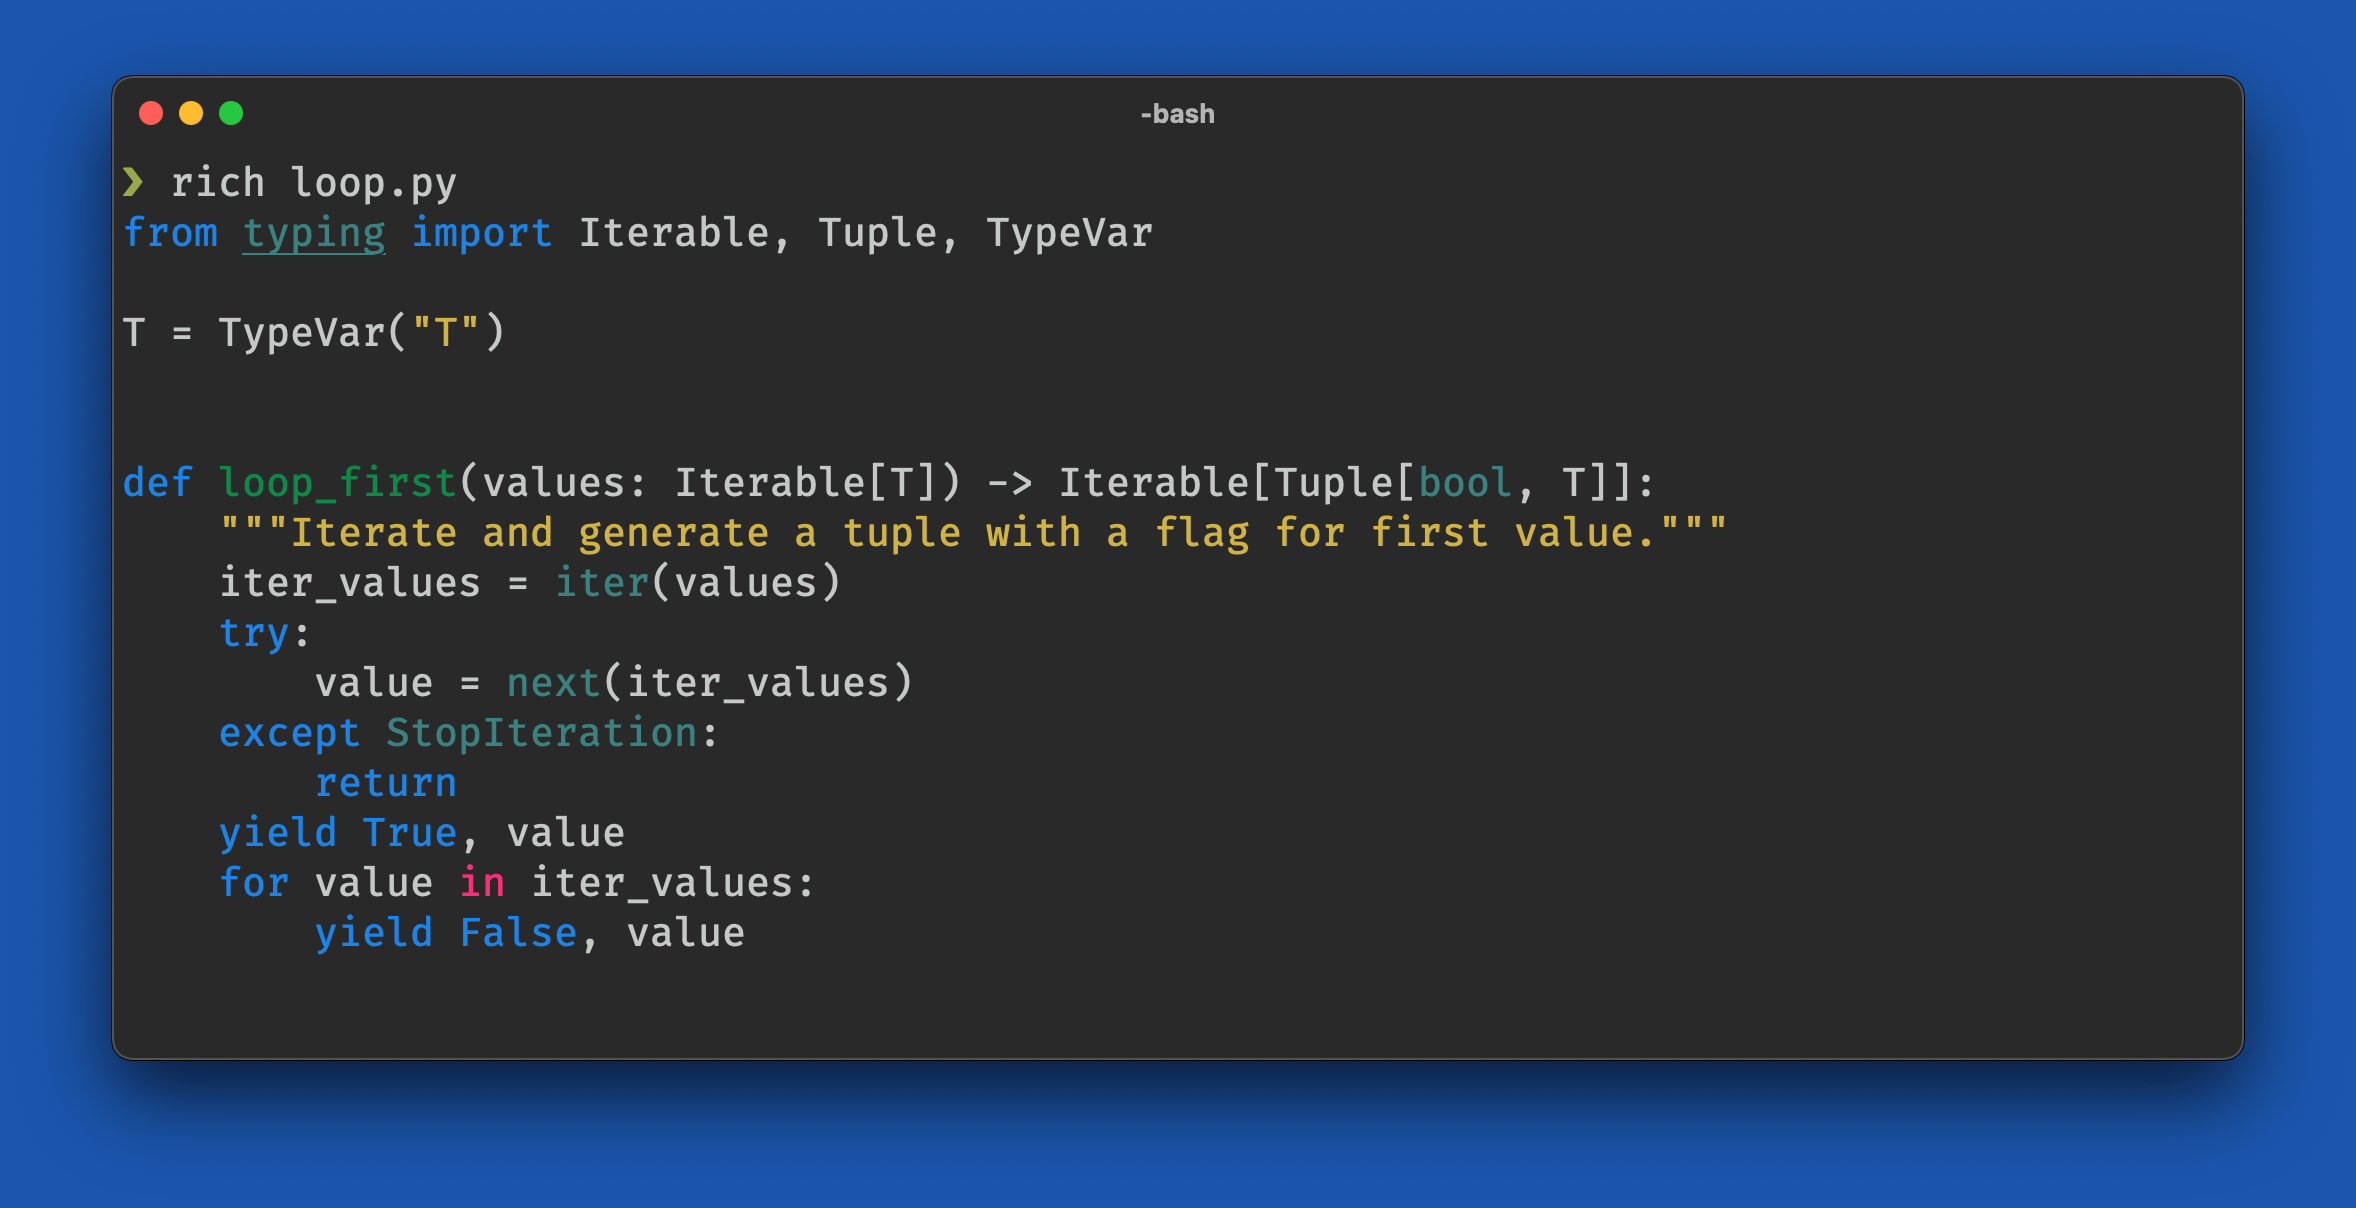 -bash
❯ rich loop.py
from typing import Iterable, Tuple, TypeVar
T = TypeVar("T")
def loop_first(values: Iterable[T]) -> Iterable[Tuple[bool, T]]:
    """Iterate and generate a tuple with a flag for first value."""
    iter_values = iter(values)
    try:
        value = next(iter_values)
    except StopIteration:
        return
    yield True, value
    for value in iter_values:
        yield False, value